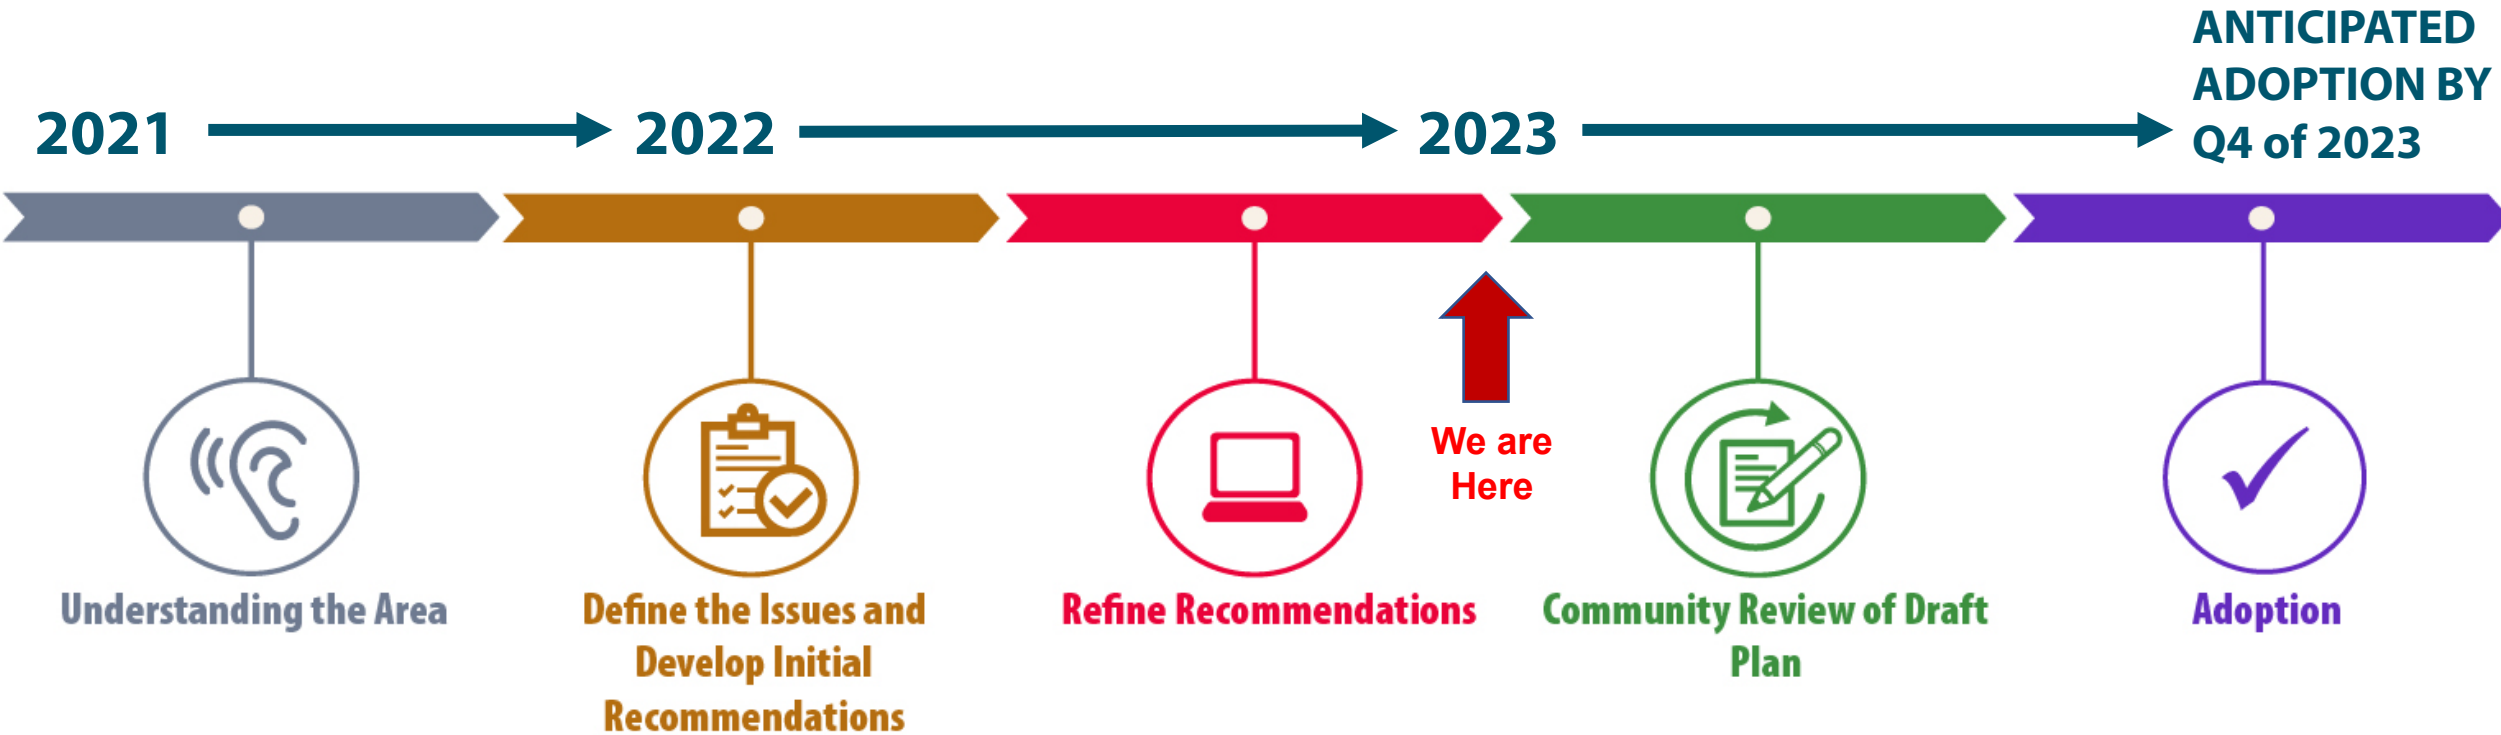 ANTICIPATED
ADOPTION BY
Q4 of 2023
2021
2022
2023
We are
Here
Understanding the Area
Define the Issues and
Develop Initial
Recommendations
Refine Recommendations
Community Review of Draft
Plan
Adoption